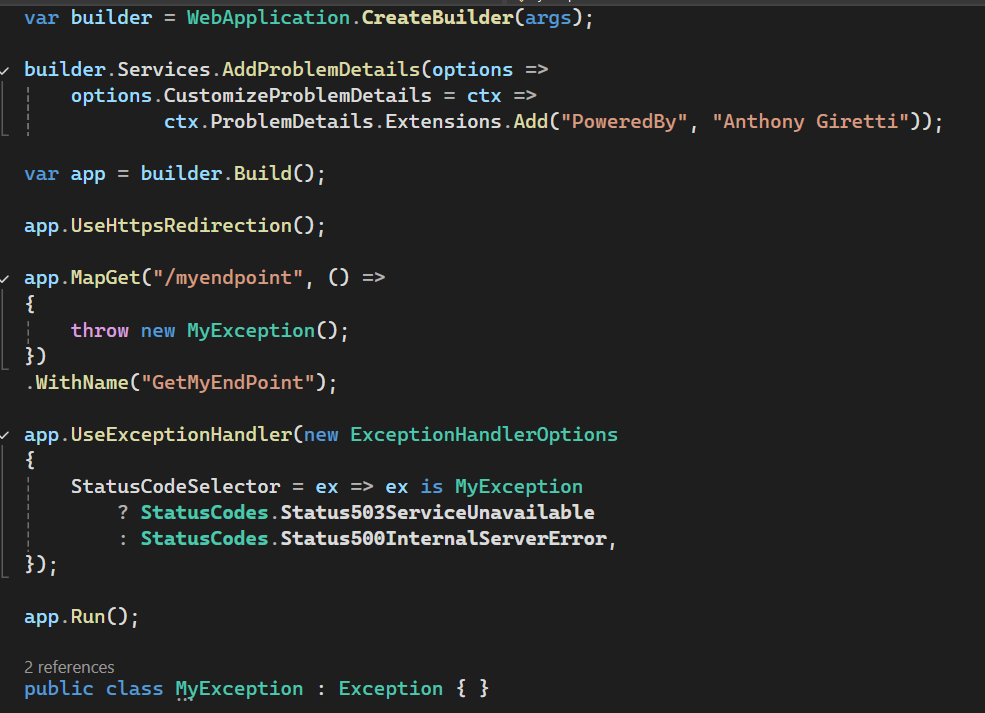 var builder = WebApplication.CreateBuilder(args);
builder.Services.AddProblemDetails(options =>
options.CustomizeProblemDetails = ctx =>
ctx.ProblemDetails.Extensions.Add("PoweredBy", "Anthony Giretti"));
var app = builder.Build();
app.UseHttpsRedirection();
app.MapGet("/myendpoint", () =>
{
throw new MyException();
})
.WithName("GetMyEndPoint");
app.UseExceptionHandler(new ExceptionHandlerOptions
{
StatusCodeSelector = ex => ex is MyException
? StatusCodes.Status503ServiceUnavailable
: StatusCodes.Status500InternalServerError,
});
app.Run();
2 references
public class MyException : Exception { }